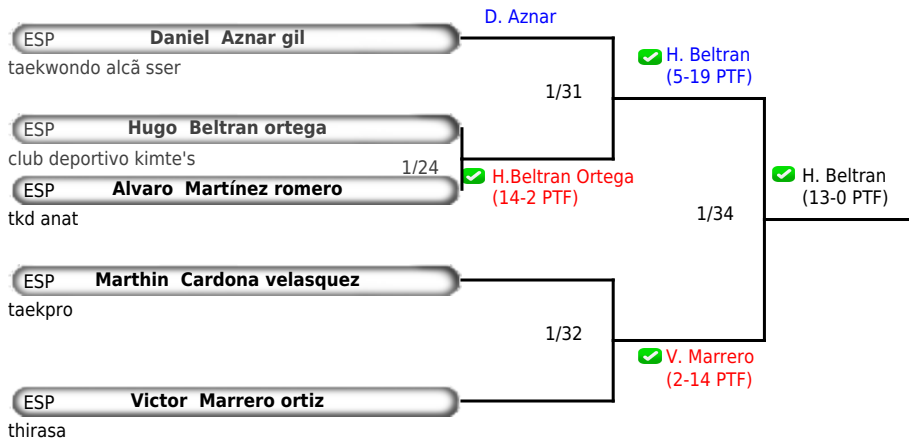 D. Aznar
ESP Daniel Aznar gil
taekwondo alcã sser
H. Beltran
(5-19 PTF)
1/31
ESP Hugo Beltran ortega
club deportivo kimte's
1/24
H.Beltran Ortega
(14-2 PTF)
ESP Alvaro Martínez romero
tkd anat
H. Beltran
(13-0 PTF)
1/34
ESP Marthin Cardona velasquez
taekpro
1/32
V. Marrero
(2-14 PTF)
ESP Victor Marrero ortiz
thirasa